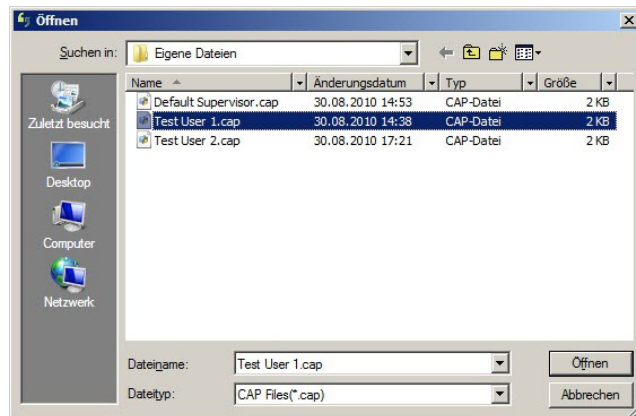 Öffnen
Suchen in: Eigene Dateien
Name Änderungsdatum Typ Größe
Default Supervisor.cap 30.08.2010 14:53 CAP-Datei 2 KB
Test User 1.cap 30.08.2010 14:38 CAP-Datei 2 KB
Test User 2.cap 30.08.2010 17:21 CAP-Datei 2 KB
Zuletzt besucht
Desktop
Computer
Netzwerk
Dateiname: Test User 1.cap Öffnen
Dateityp: CAP Files(*.cap) Abbrechen